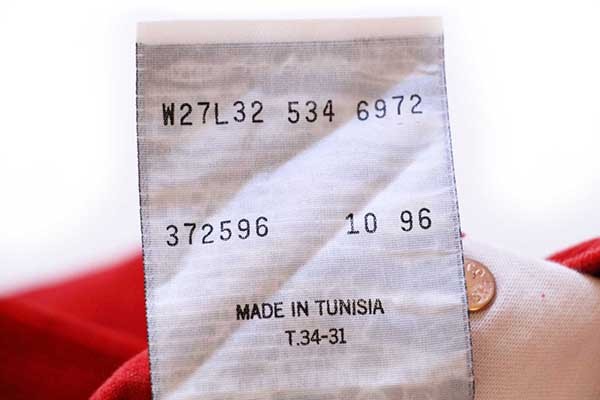 W27L32 534 6972
372596 10 96
MADE IN TUNISIA
T.34-31